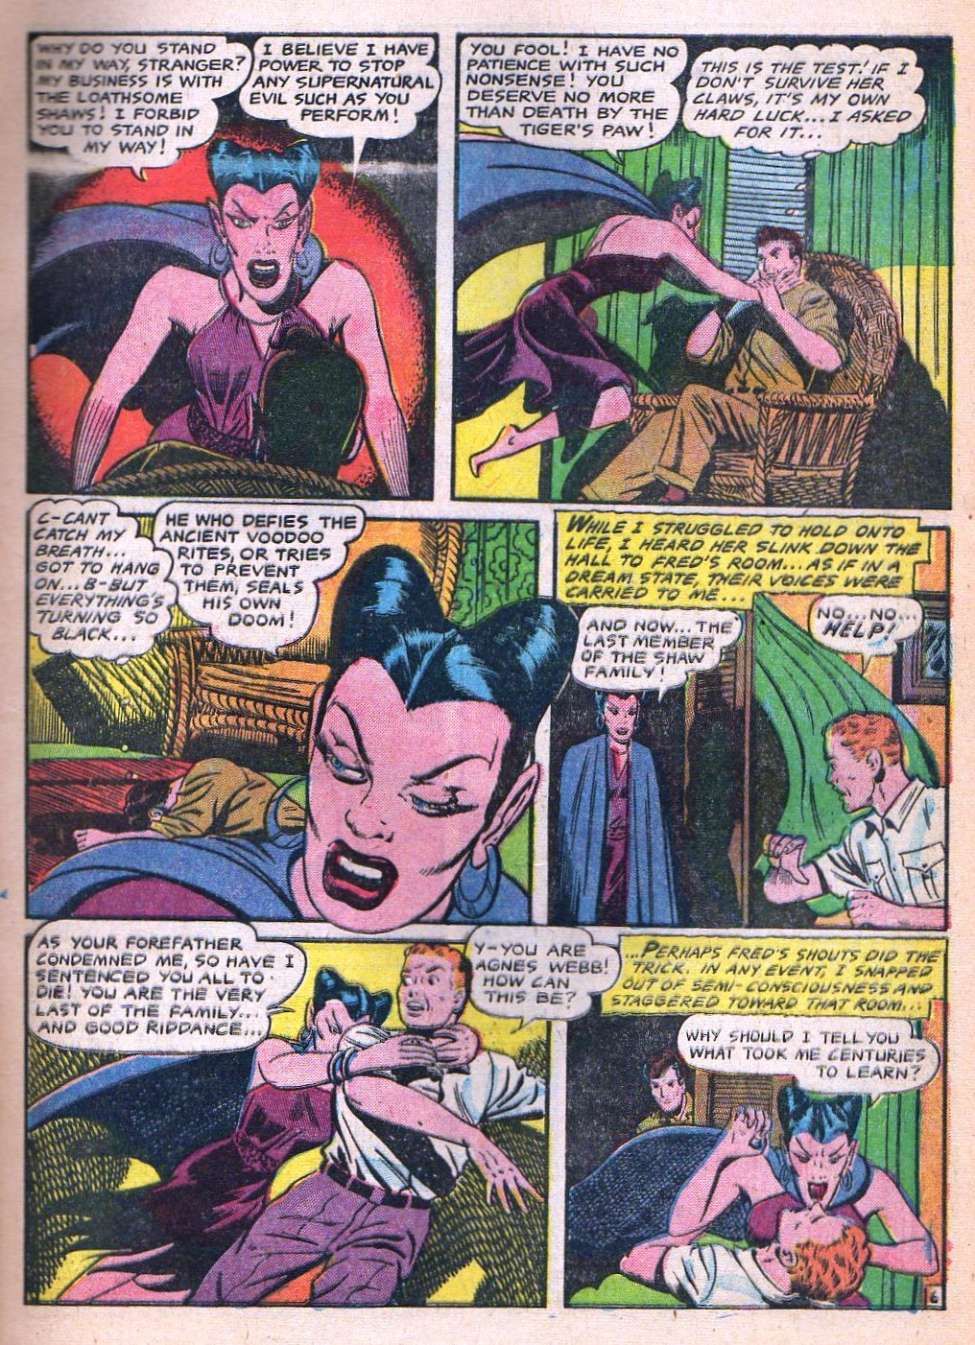 WHY DO YOU STAND
IN MY WAY, STRANGER?
MY BUSINESS IS WITH
THE LOATHSOME
SHAWS! I FORBID
YOU TO STAND IN
MY WAY!
I BELIEVE I HAVE
POWER TO STOP
ANY SUPERNATURAL
EVIL SUCH AS YOU
PERFORM!
YOU FOOL! I HAVE NO
PATIENCE WITH SUCH
NONSENSE! YOU
DESERVE NO MORE
THAN DEATH BY THE
TIGER'S PAW!
THIS IS THE TEST! IF I
DON'T SURVIVE HER
CLAWS, IT'S MY OWN
HARD LUCK... I ASKED
FOR IT...
C-CANT
CATCH MY
BREATH...
GOT TO HANG
ON... B-BUT
EVERYTHING'S
TURNING SO
BLACK...
HE WHO DEFIES THE
ANCIENT VOODOO
RITES, OR TRIES
TO PREVENT
THEM, SEALS
HIS OWN
DOOM!
WHILE I STRUGGLED TO HOLD ONTO
LIFE, I HEARD HER SLINK DOWN THE
HALL TO FRED'S ROOM... AS IF IN A
DREAM STATE, THEIR VOICES WERE
CARRIED TO ME...
AND NOW... THE
LAST MEMBER
OF THE SHAW
FAMILY!
NO... NO...
HELP!
AS YOUR FOREFATHER
CONDEMNED ME, SO HAVE I
SENTENCED YOU ALL TO
DIE! YOU ARE THE VERY
LAST OF THE FAMILY...
AND GOOD RIDDANCE...
Y-YOU ARE
AGNES WEBB!
HOW CAN
THIS BE?
...PERHAPS FRED'S SHOUTS DID THE
TRICK. IN ANY EVENT, I SNAPPED
OUT OF SEMI-CONSCIOUSNESS AND
STAGGERED TOWARD THAT ROOM...
WHY SHOULD I TELL YOU
WHAT TOOK ME CENTURIES
TO LEARN?
6